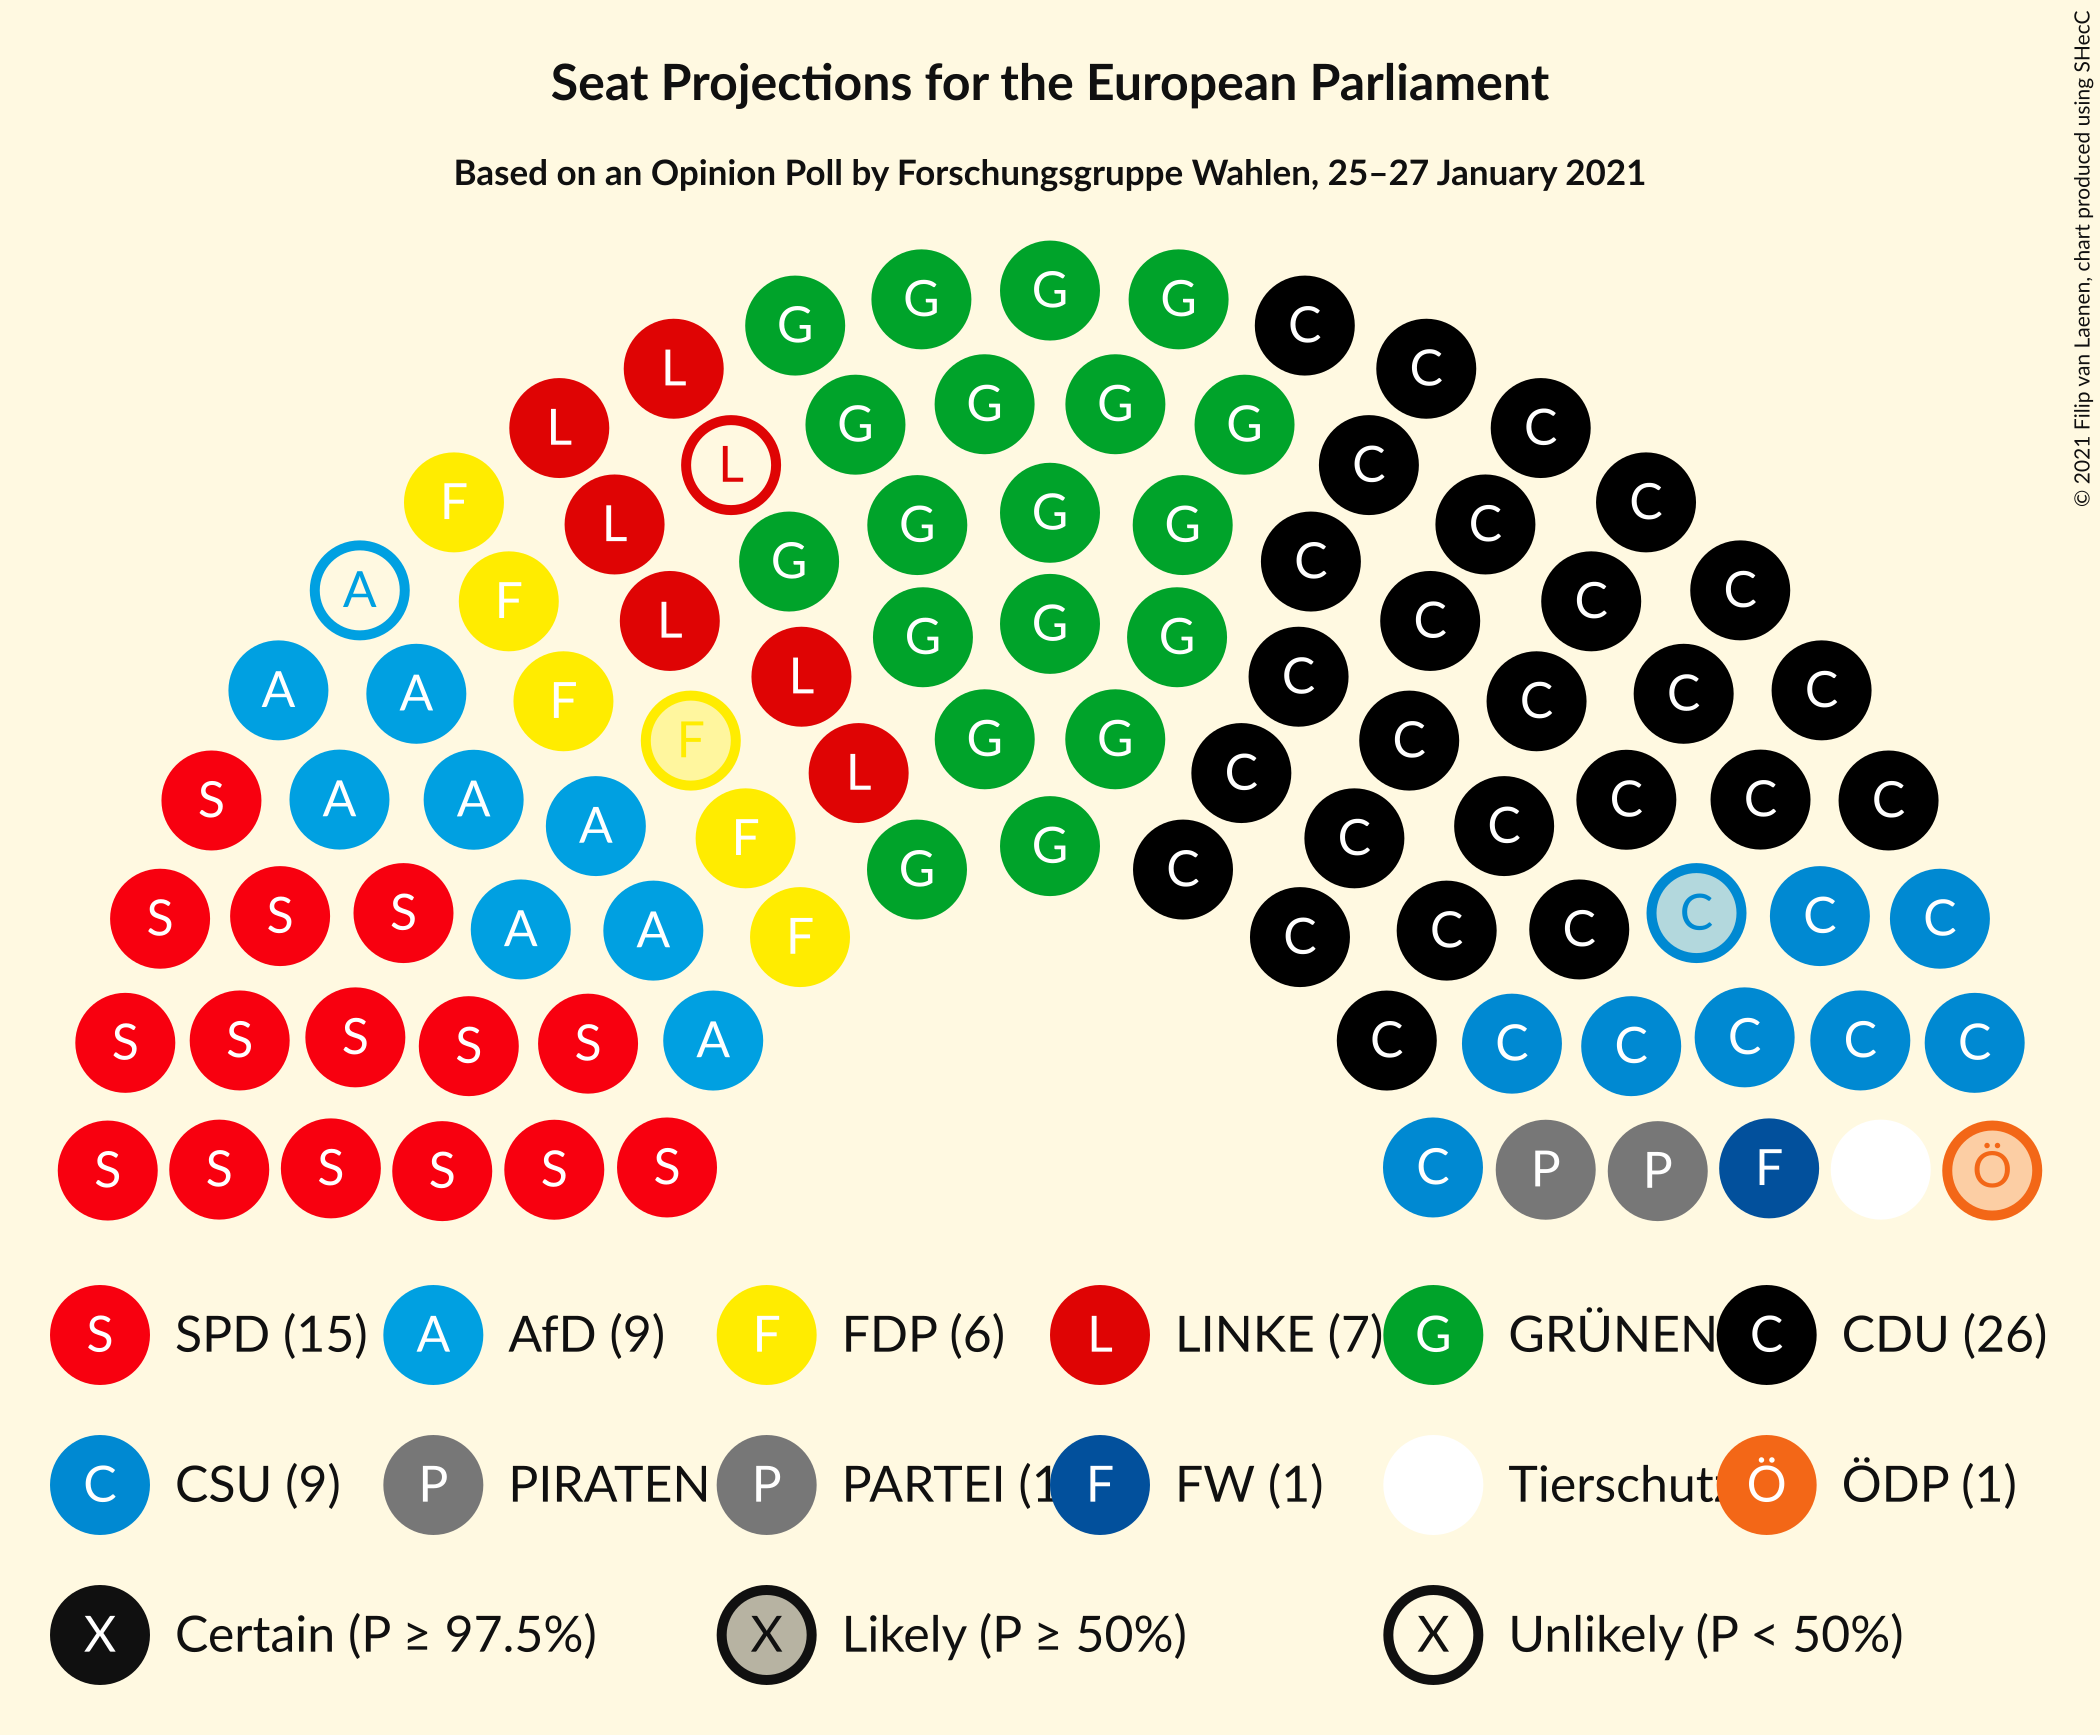 Seat Projections for the European Parliament
Based on an Opinion Poll by Forschungsgruppe Wahlen, 25–27 January 2021
© 2021 Filip van Laenen, chart produced using SHecC
G G G G
L C
L G G G G C
F L C C
L G G G C C
A F G C C
F L G G G C C
A A F L C C C C
F G G C C
S A A A F L C C C C C C
S S S A A F G G C C C C C C C
S S S S S A C C C C C C
S S S S S S C P P F Ö
S SPD (15) A AfD (9) F FDP (6) L LINKE (7) G GRÜNEN C CDU (26)
C CSU (9) P PIRATEN P PARTEI (1 F FW (1) Tierschutz Ö ÖDP (1)
X Certain (P ≥ 97.5%) X Likely (P ≥ 50%) X Unlikely (P < 50%)